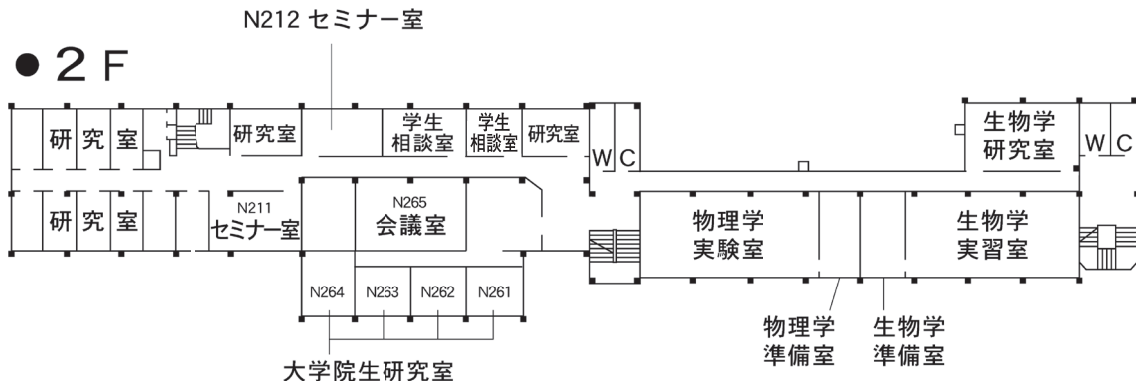 N212 セミナー室
● 2 F
研究室
研究室
学生
相談室
学生
相談室
研究室
W C
生物学
研究室
W C
研究室
N211
セミナー室
N265
会議室
物理学
実験室
生物学
実習室
N264
N263
N262
N261
物理学
準備室
生物学
準備室
大学院生研究室